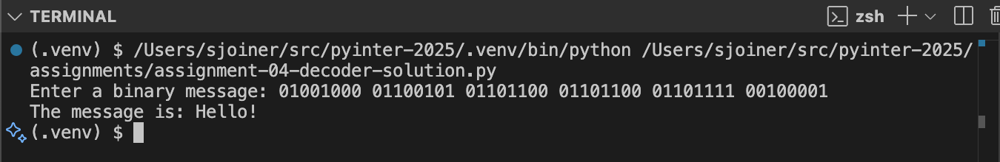 TERMINAL
zsh
(.venv) $ /Users/sjoiner/src/pyinter-2025/.venv/bin/python /Users/sjoiner/src/pyinter-2025/
assignments/assignment-04-decoder-solution.py
Enter a binary message: 01001000 01100101 01101100 01101100 01101111 00100001
The message is: Hello!
(.venv) $